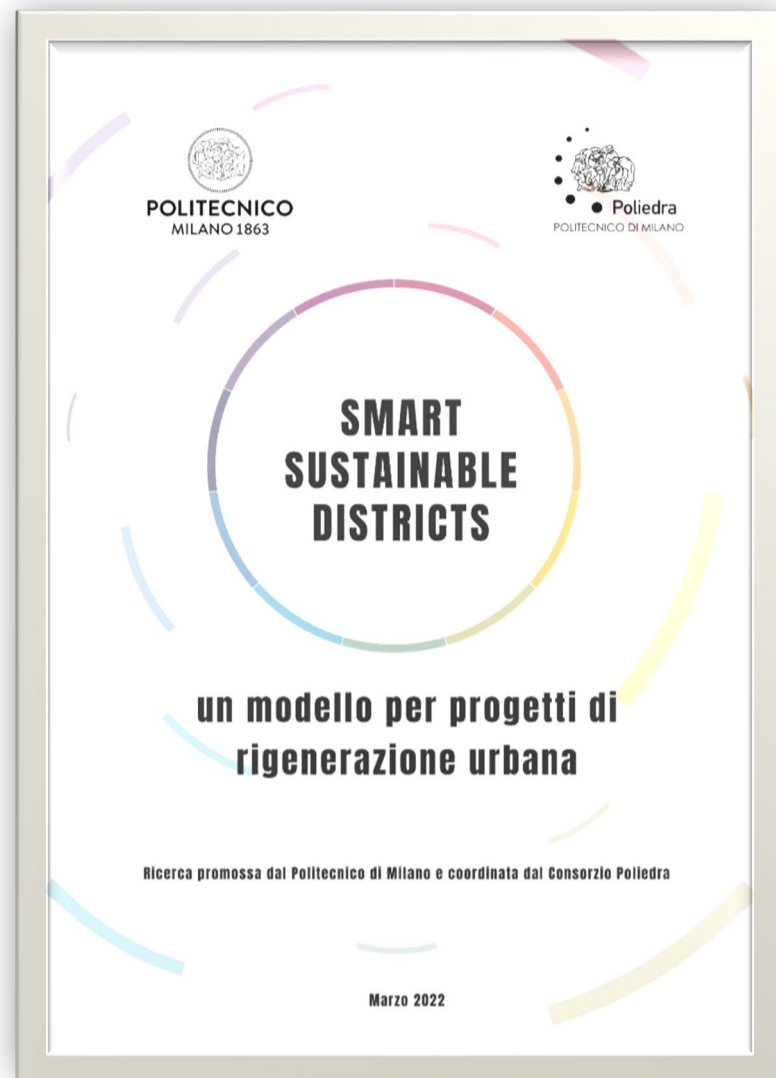 POLITECNICO
MILANO 1863
Poliedra
POLITECNICO DI MILANO
SMART
SUSTAINABLE
DISTRICTS
un modello per progetti di
rigenerazione urbana
Ricerca promossa dal Politecnico di Milano e coordinata dal Consorzio Poliedra
Marzo 2022